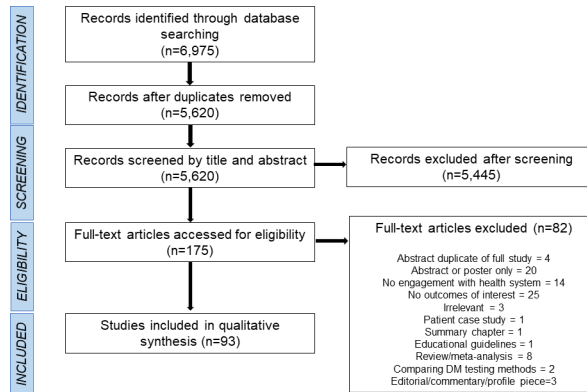 IDENTIFICATION
Records identified through database
searching
(n=6,975)
Records after duplicates removed
(n=5,620)
SCREENING
Records screened by title and abstract
(n=5,620)
Records excluded after screening
(n=5,445)
ELIGIBILITY
Full-text articles accessed for eligibility
(n=175)
Full-text articles excluded (n=82)
Abstract duplicate of full study = 4
Abstract or poster only = 20
No engagement with health system = 14
No outcomes of interest = 25
Irrelevant = 3
Patient case study = 1
Summary chapter = 1
Educational guidelines = 1
Review/meta-analysis = 8
Comparing DM testing methods = 2
Editorial/commentary/profile piece=3
INCLUDED
Studies included in qualitative
synthesis (n=93)